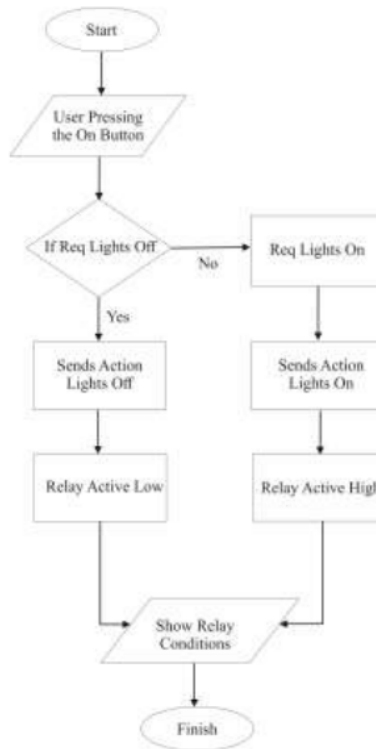 Start
User Pressing
the On Button
If Req Lights Off
No
Req Lights On
Yes
Sends Action
Lights Off
Sends Action
Lights On
Relay Active Low
Relay Active High
Show Relay
Conditions
Finish